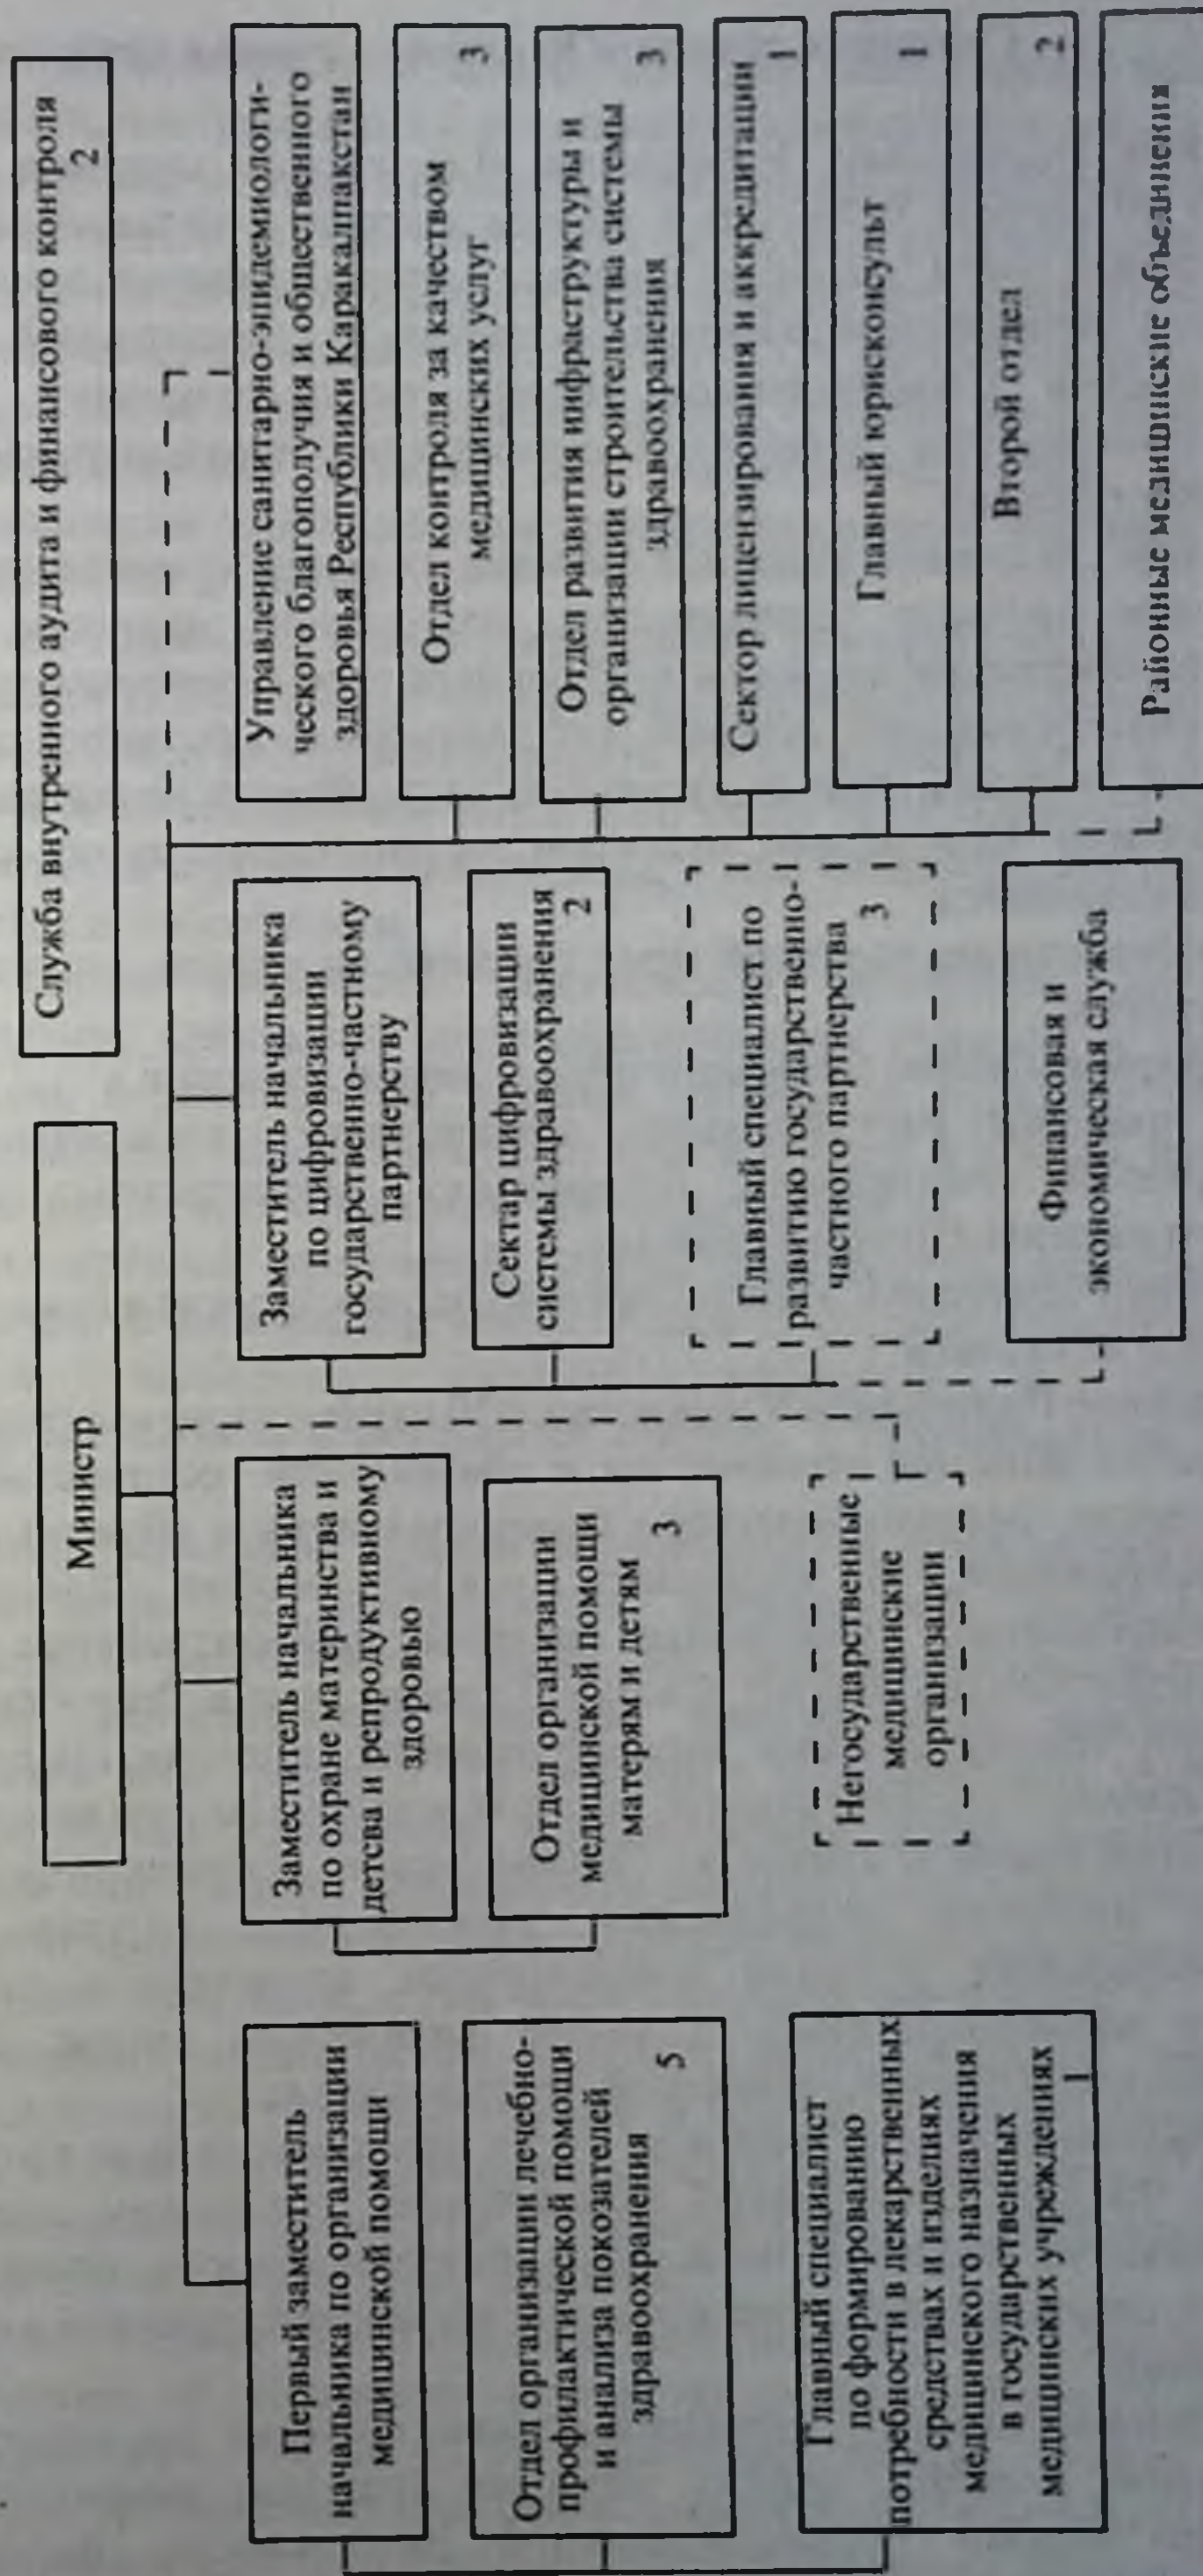 Министр
Служба внутренного аудита и финансового контроля
2
Первый заместитель
начальника по организации
медицинской помощи
Отдел организации лечебно-
профилактической помощи
и анализа покозателей
здравоохранения
5
Главный специалист
по формированию
потребности в лекарственных
средствах и изделиях
медицинского назначения
в государственных
медицинских учреждениях
1
Заместитель начальника
по охране материнства и
детсва и репродуктивному
здоровью
Отдел организации
медицинской помощи
матерям и детям
3
Негосударственные
медицинские
организации
Заместитель начальника
по цифровизации
государственно-частному
партнерству
Сектар цифровизации
системы здравоохранения
2
Главный специалист по
развитию государственно-
частного партнерства
3
Финансовая и
экономическая служба
Управление санитарно-эпидемиологи-
ческого благополучия и общественного
здоровья Республики Каракалпакстан
Отдел контроля за качеством
медицинских услуг
3
Отдел развития инфраструктуры и
организации строительства системы
здравоохранения
3
Сектор лицензирования и аккредитации
1
Главный юрисконсульт
1
Второй отдел
2
Районные медицинские объединения